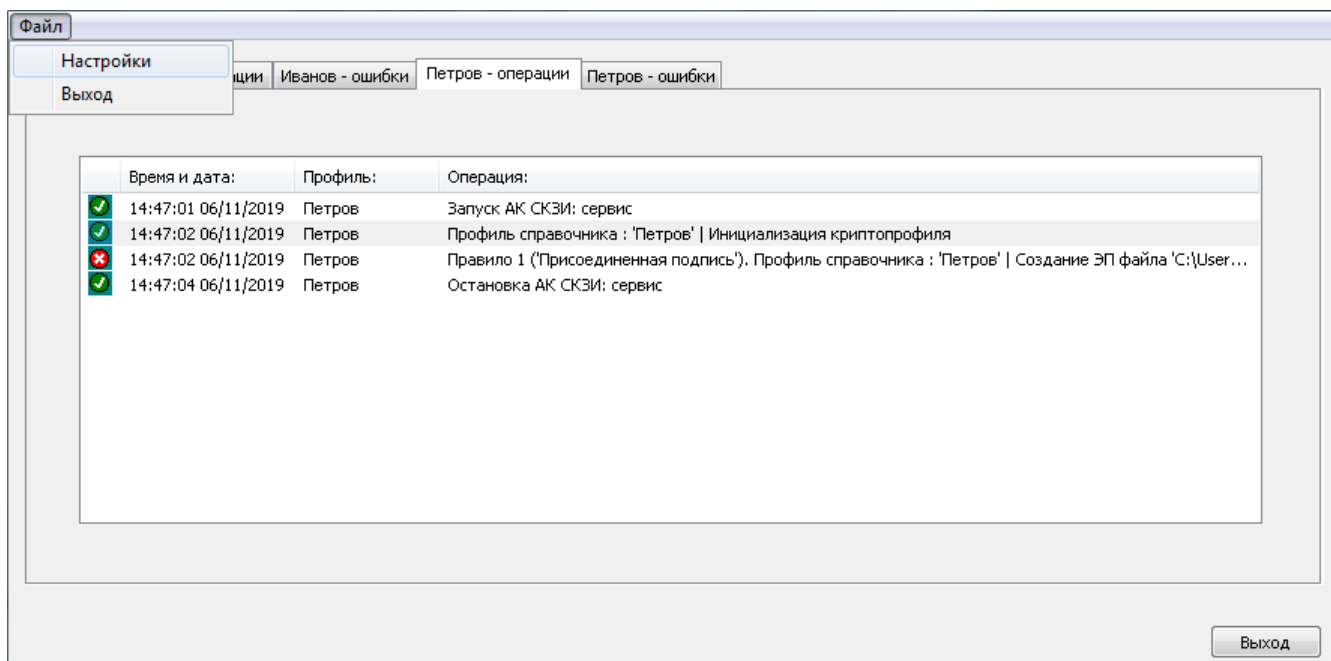 Файл
Настройки
Выход
ции Иванов - ошибки Петров - операции Петров - ошибки
Время и дата: Профиль: Операция:
14:47:01 06/11/2019 Петров Запуск АК СКЗИ: сервис
14:47:02 06/11/2019 Петров Профиль справочника : 'Петров' | Инициализация криптопрофиля
14:47:02 06/11/2019 Петров Правило 1 ('Присоединенная подпись'). Профиль справочника : 'Петров' | Создание ЭП файла 'C:\User...
14:47:04 06/11/2019 Петров Остановка АК СКЗИ: сервис
Выход